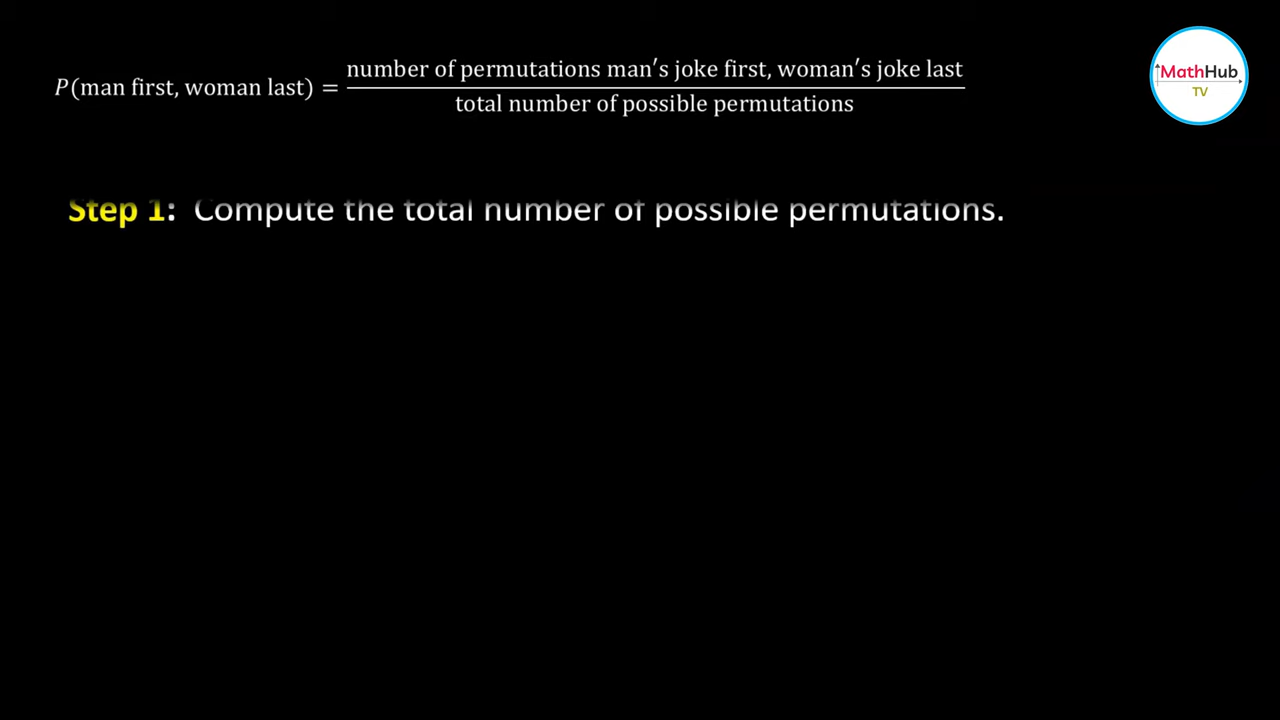 P(man first, woman last) = number of permutations man′s joke first, woman′s joke last
total number of possible permutations
MathHub
TV
Step 1: Compute the total number of possible permutations.